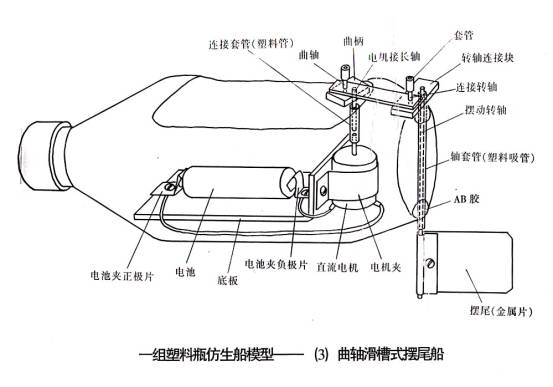 连接套管(塑料管)
曲轴
曲柄
电机接长轴
套管
转轴连接块
连接转轴
摆动转轴
轴套管(塑料吸管)
AB胶
电池夹正极片
电池
底板
电池夹负极片
直流电机
电机夹
摆尾(金属片)
一组塑料瓶仿生船模型——（3）曲轴滑槽式摆尾船